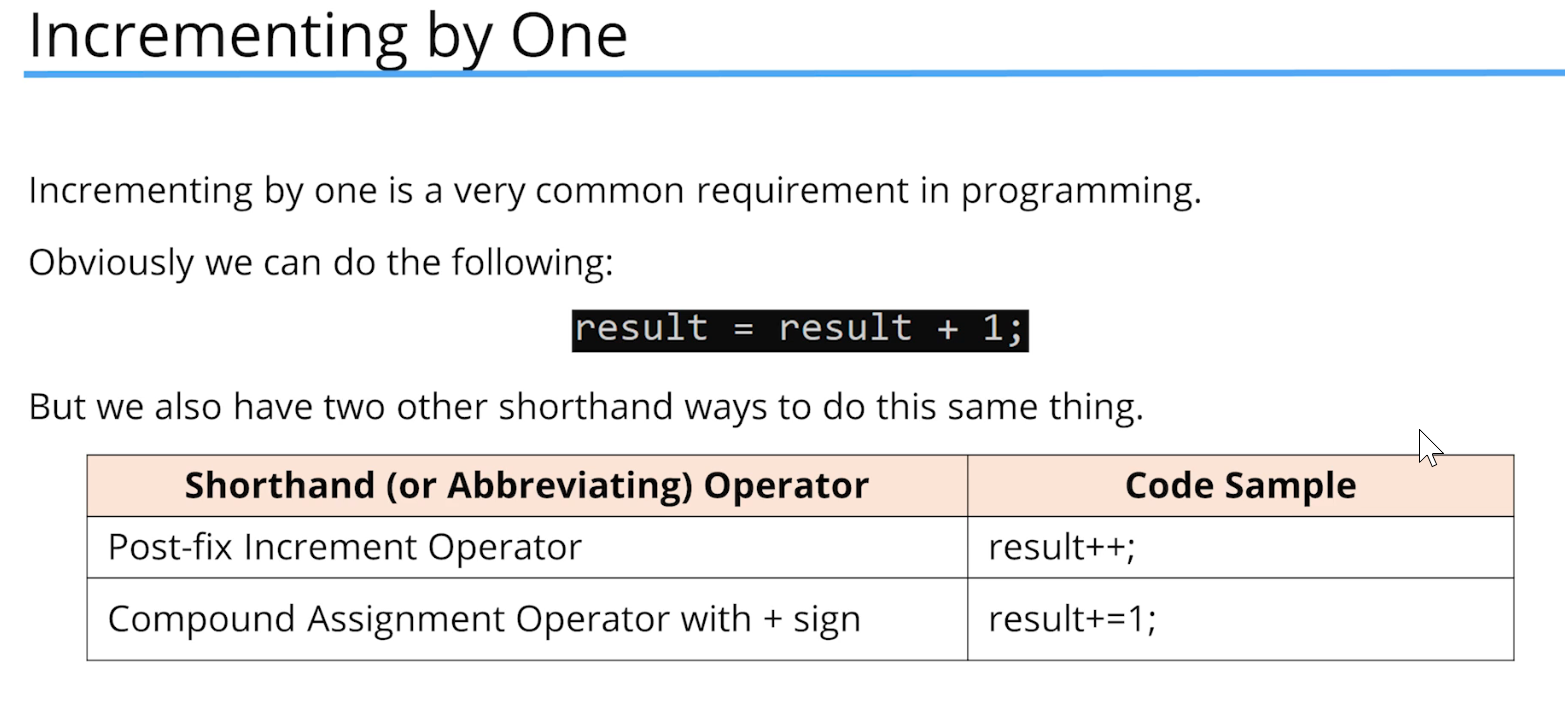 Incrementing by One
Incrementing by one is a very common requirement in programming.
Obviously we can do the following:
result = result + 1;
But we also have two other shorthand ways to do this same thing.
Shorthand (or Abbreviating) Operator Code Sample
Post-fix Increment Operator result++;
Compound Assignment Operator with + sign result+=1;